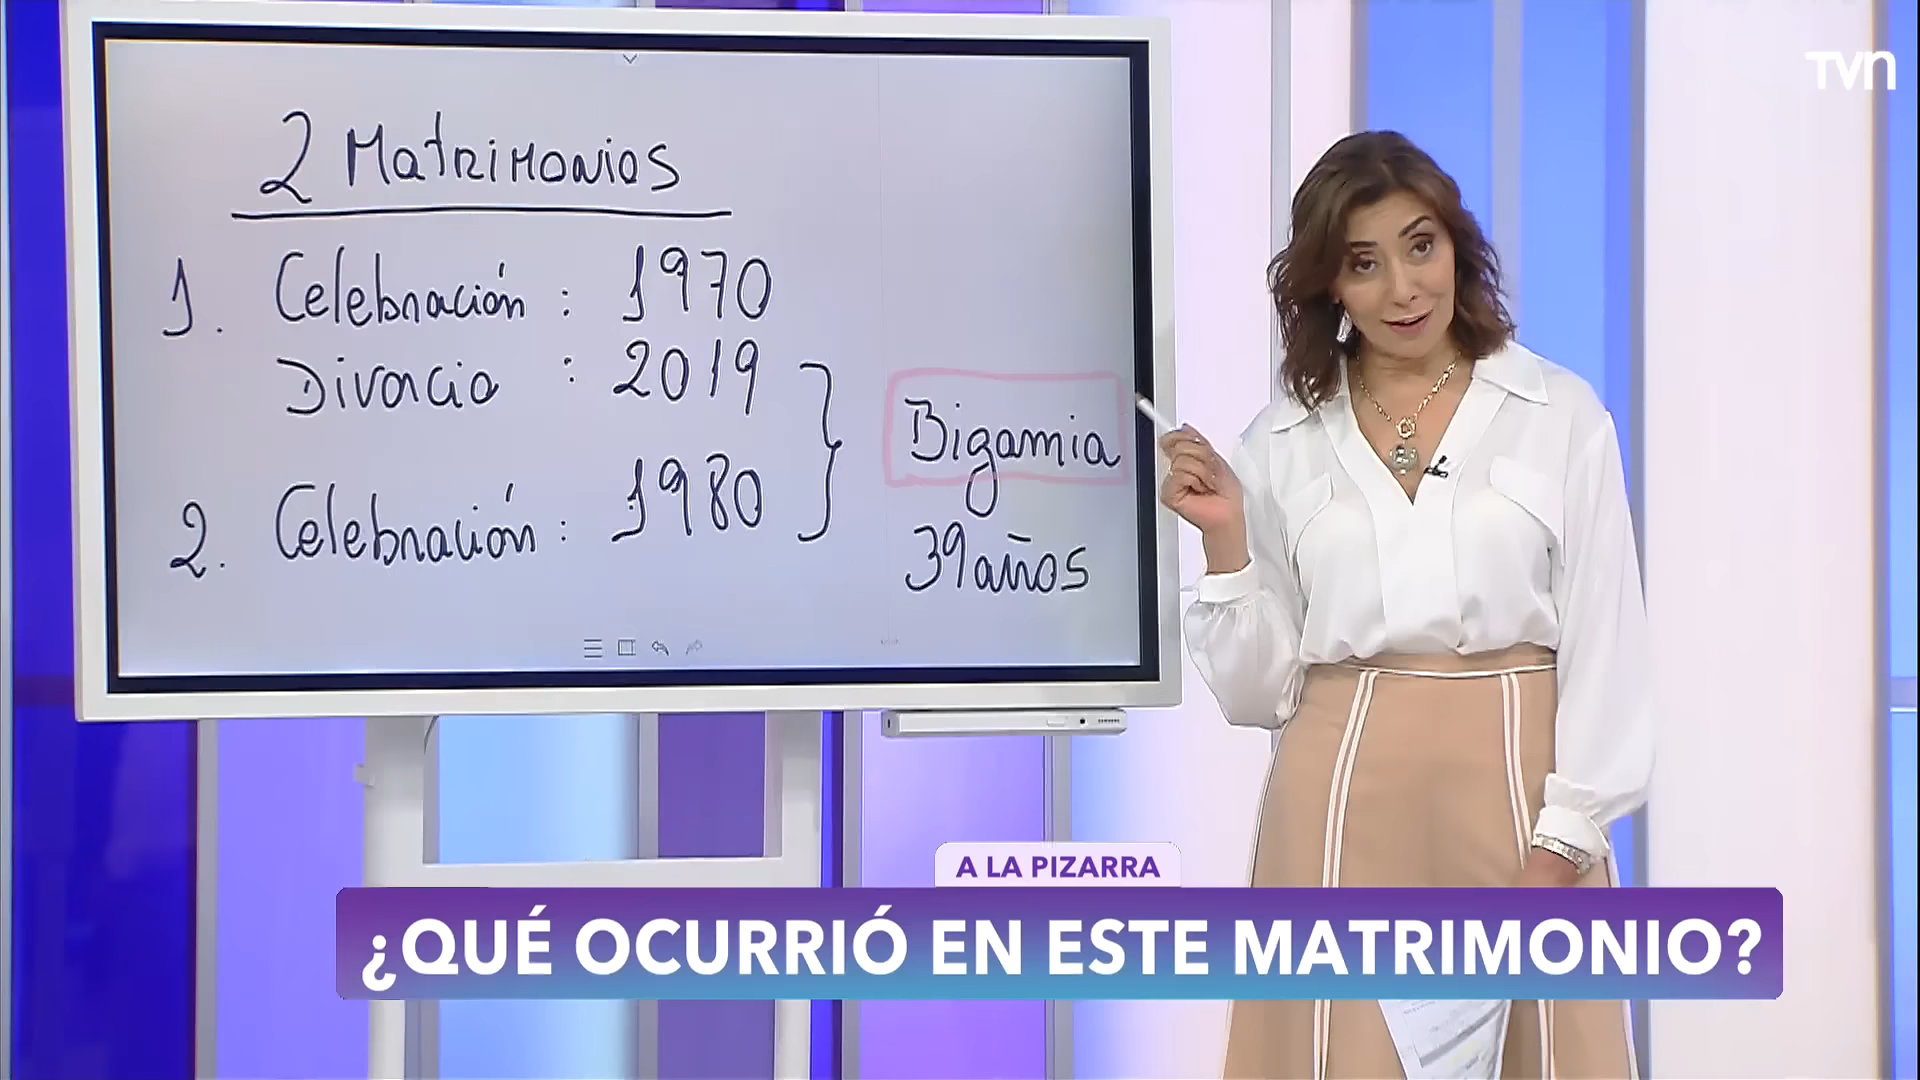 TVN
2 Matrimonios
1. Celebración : 1970
Divorcio : 2019
2. Celebración : 1980
Bigamia
39 años
A LA PIZARRA
¿QUÉ OCURRIÓ EN ESTE MATRIMONIO?